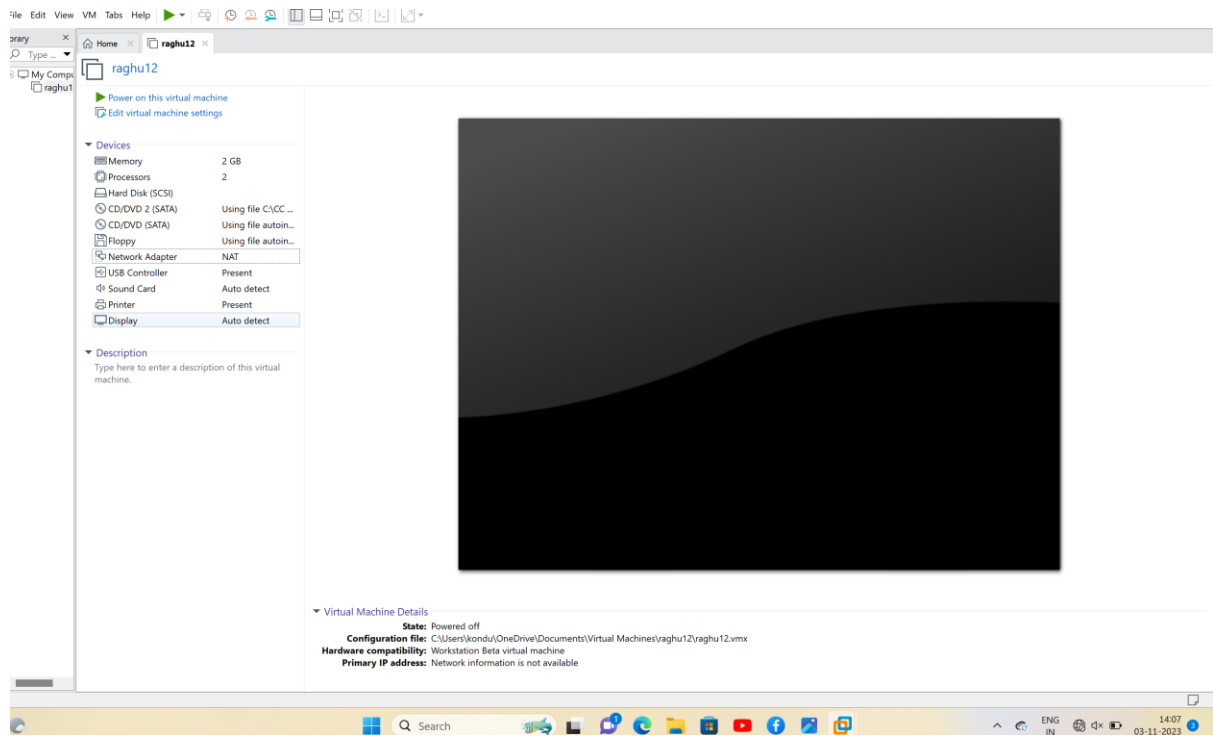 File Edit View VM Tabs Help
Library
Type ...
Home
raghu12
My Compu
raghu1
raghu12
Power on this virtual machine
Edit virtual machine settings
Devices
Memory 2 GB
Processors 2
Hard Disk (SCSI)
CD/DVD 2 (SATA) Using file C:\CC ...
CD/DVD (SATA) Using file autoin...
Floppy Using file autoin...
Network Adapter NAT
USB Controller Present
Sound Card Auto detect
Printer Present
Display Auto detect
Description
Type here to enter a description of this virtual
machine.
Virtual Machine Details
State: Powered off
Configuration file: C:\Users\kondu\OneDrive\Documents\Virtual Machines\raghu12\raghu12.vmx
Hardware compatibility: Workstation Beta virtual machine
Primary IP address: Network information is not available
Search
ENG
IN
14:07
03-11-2023
3